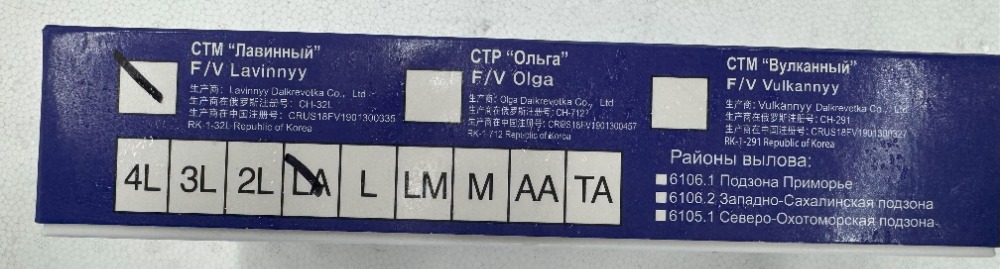 СТМ "Лавинный"
F/V Lavinnyy
生产商: Lavinnyy Dalkrevetka Co., Ltd
生产商在俄罗斯注册号: CH-32L
生产商在中国注册号: CRUS18FV1901300335
RK-1-32L Republic of Korea
СТР "Ольга"
F/V Olga
生产商: Olga Dalkrevetka Co., Ltd
生产商在俄罗斯注册号: CH-712
生产商在中国注册号: CRUS18FV1901300457
RK-1-712 Republic of Korea
СТМ "Вулканный"
F/V Vulkannyy
生产商: Vulkannyy Dalkrevetka Co., Ltd
生产商在俄罗斯注册号: CH-291
生产商在中国注册号: CRUS18FV1901300327
RK-1-291 Republic of Korea
4L 3L 2L LA L LM M AA TA
Районы вылова:
6106.1 Подзона Приморье
6106.2 Западно-Сахалинская подзона
6105.1 Северо-Охотоморская подзона